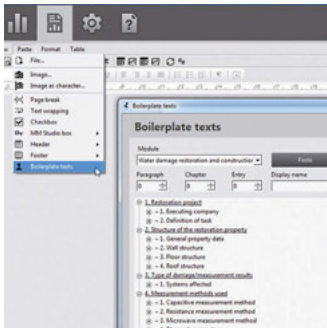 Paste Format Table
File...
Image...
Image as character...
Page break
Text wrapping
Checkbox
MM Studio box
Header
Footer
Boilerplate texts
Boilerplate texts
Boilerplate texts
Module
Water damage restoration and construction
Paste
Paragraph Chapter Entry Display name
0 0 0
1. Restoration project
1. Executing company
2. Definition of task
2. Structure of the restoration property
1. General property data
2. Wall structure
3. Floor structure
4. Roof structure
3. Type of damage/measurement results
1. Systems affected
4. Measurement methods used
1. Capacitive measurement method
2. Resistance measurement method
3. Microwave measurement method